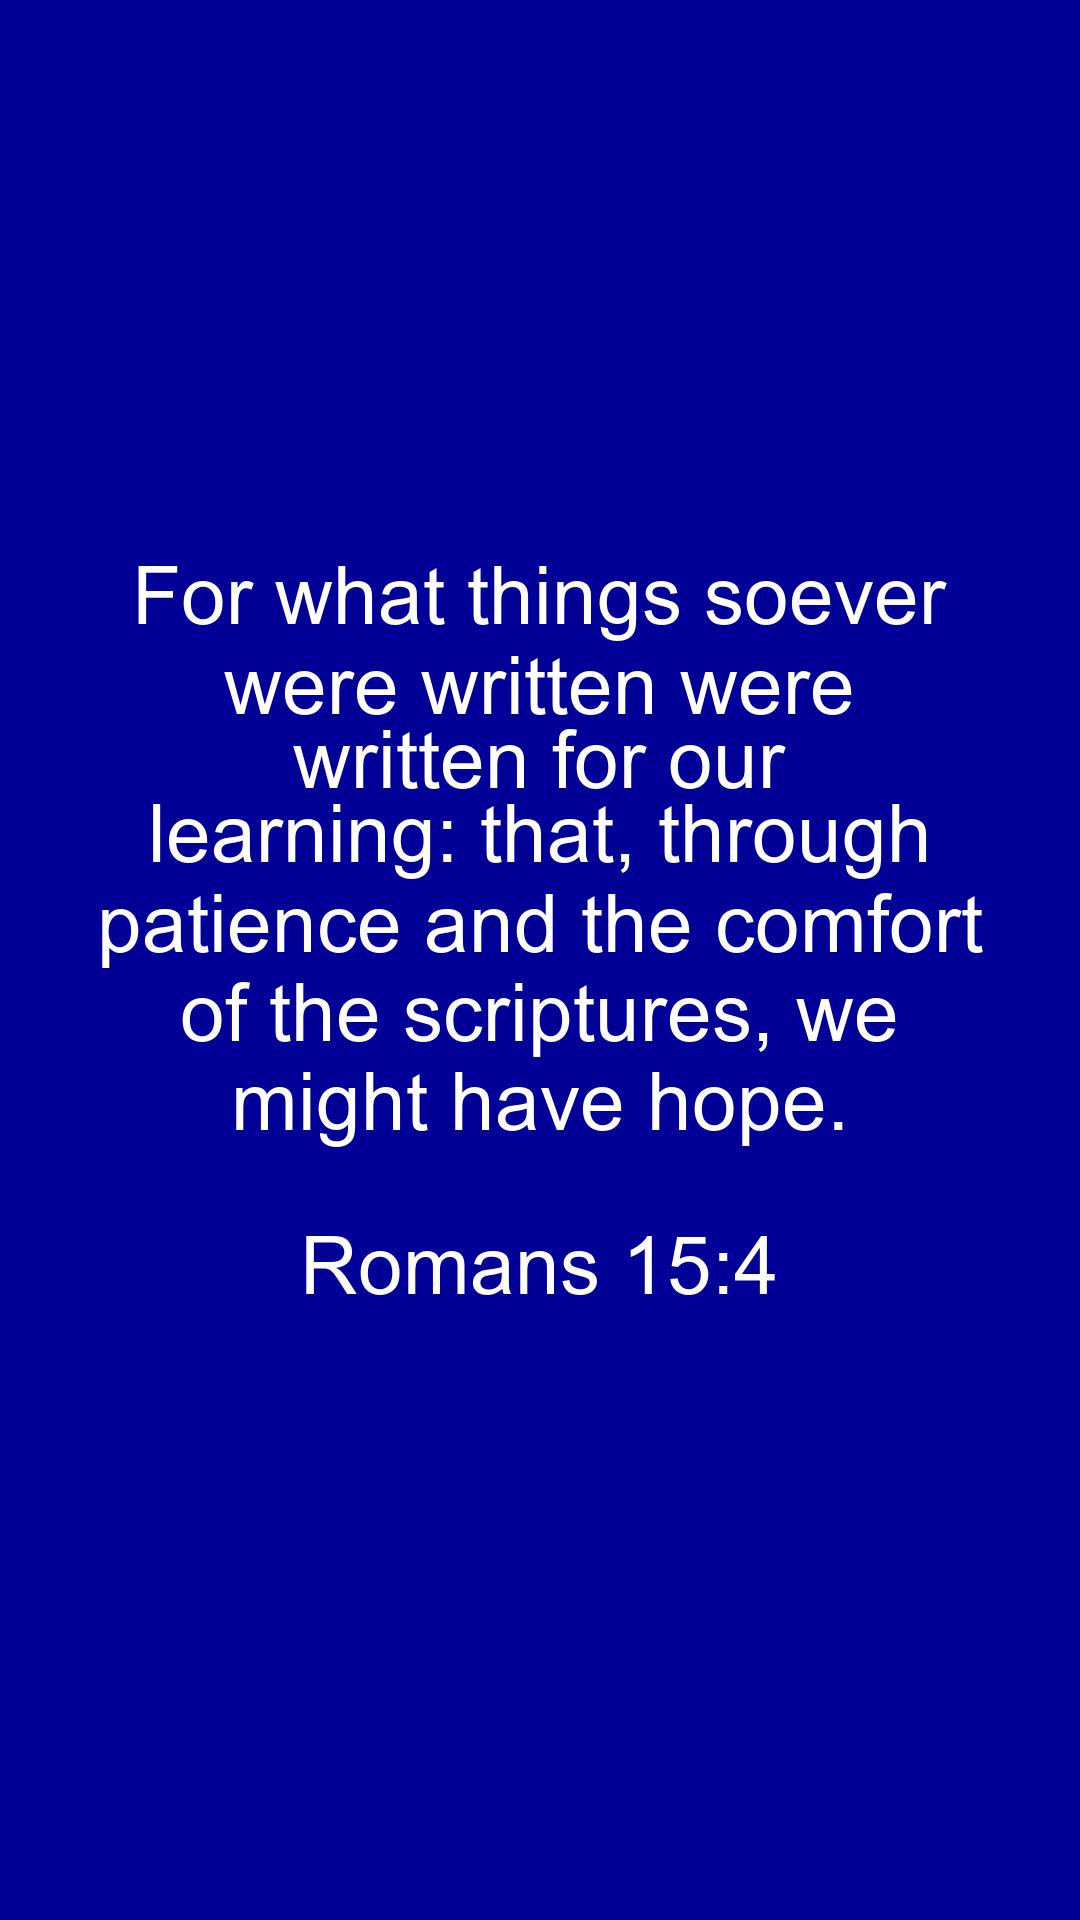 For what things soever
were written were
written for our
learning: that, through
patience and the comfort
of the scriptures, we
might have hope.
Romans 15:4